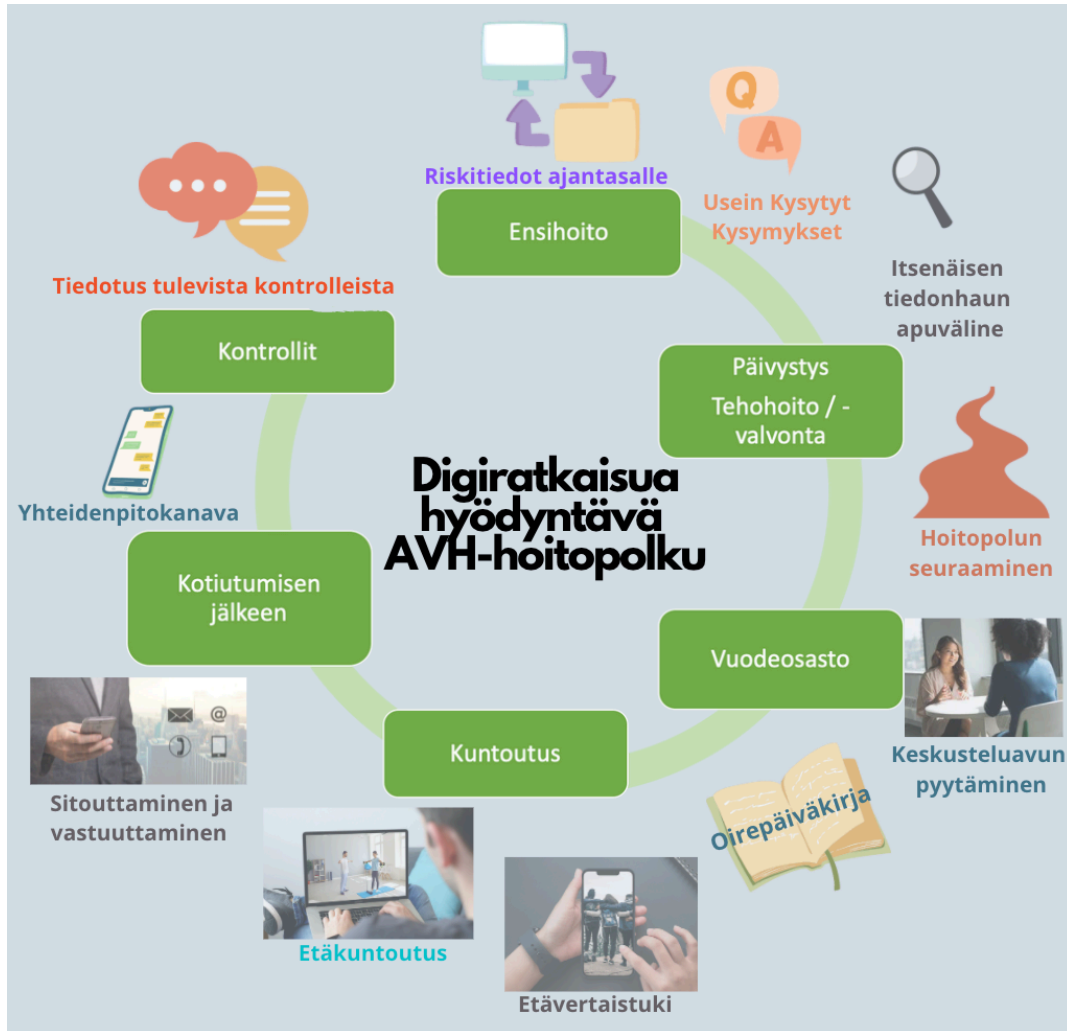 Riskitiedot ajantasalle
Ensihoito
Q
A
Usein Kysytyt
Kysymykset
Itsenäisen
tiedonhaun
apuväline
Tiedotus tulevista kontrolleista
Kontrollit
Päivystys
Tehohoito / -
valvonta
Digiratkaisua
hyödyntävä
AVH-hoitopolku
Hoitopolun
seuraaminen
Yhteidenpitokanava
Kotiutumisen
jälkeen
Vuodeosasto
Keskusteluavun
pyytäminen
Kuntoutus
@
Sitouttaminen ja
vastuuttaminen
Oirepäiväkirja
Etäkuntoutus
Etävertaistuki